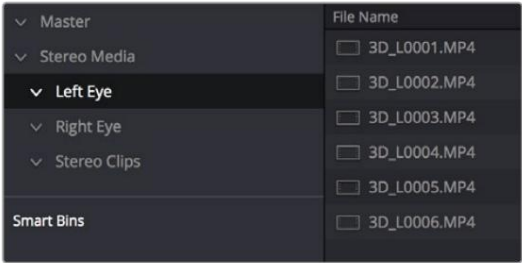 Master
Stereo Media
Left Eye
Right Eye
Stereo Clips
Smart Bins
File Name
3D_L0001.MP4
3D_L0002.MP4
3D_L0003.MP4
3D_L0004.MP4
3D_L0005.MP4
3D_L0006.MP4